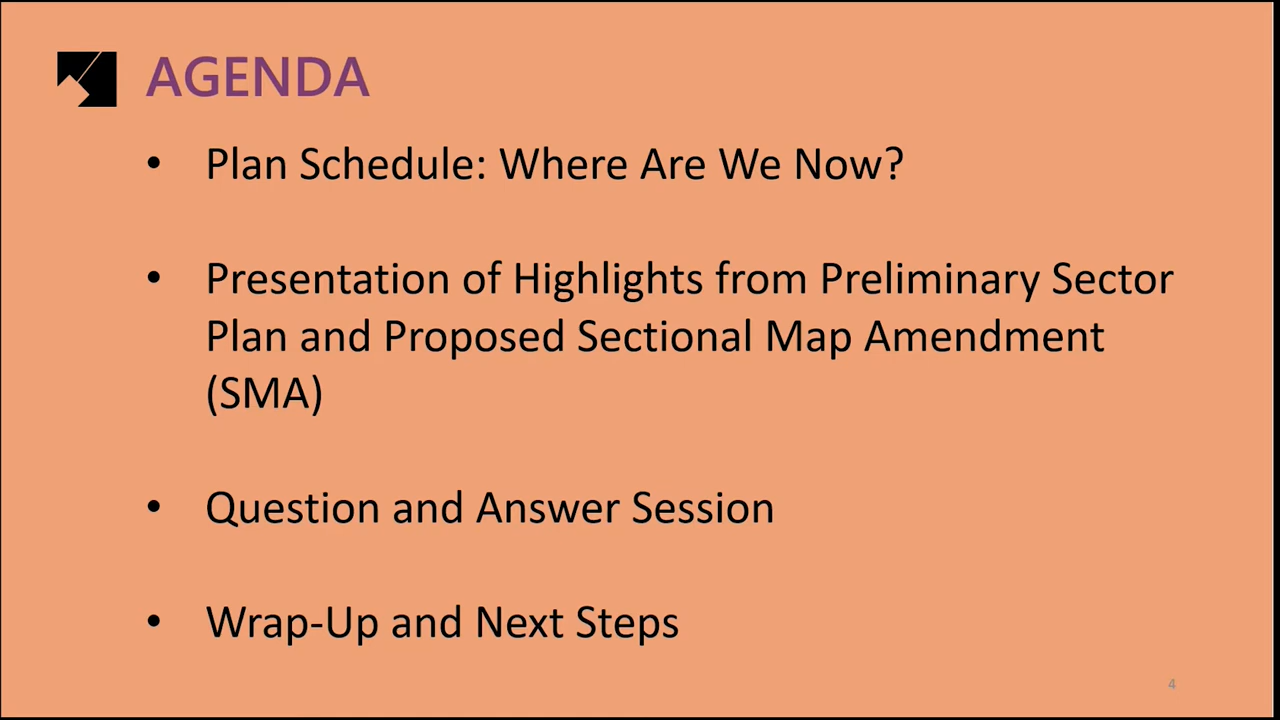 AGENDA
• Plan Schedule: Where Are We Now?
• Presentation of Highlights from Preliminary Sector
Plan and Proposed Sectional Map Amendment
(SMA)
• Question and Answer Session
• Wrap-Up and Next Steps
4